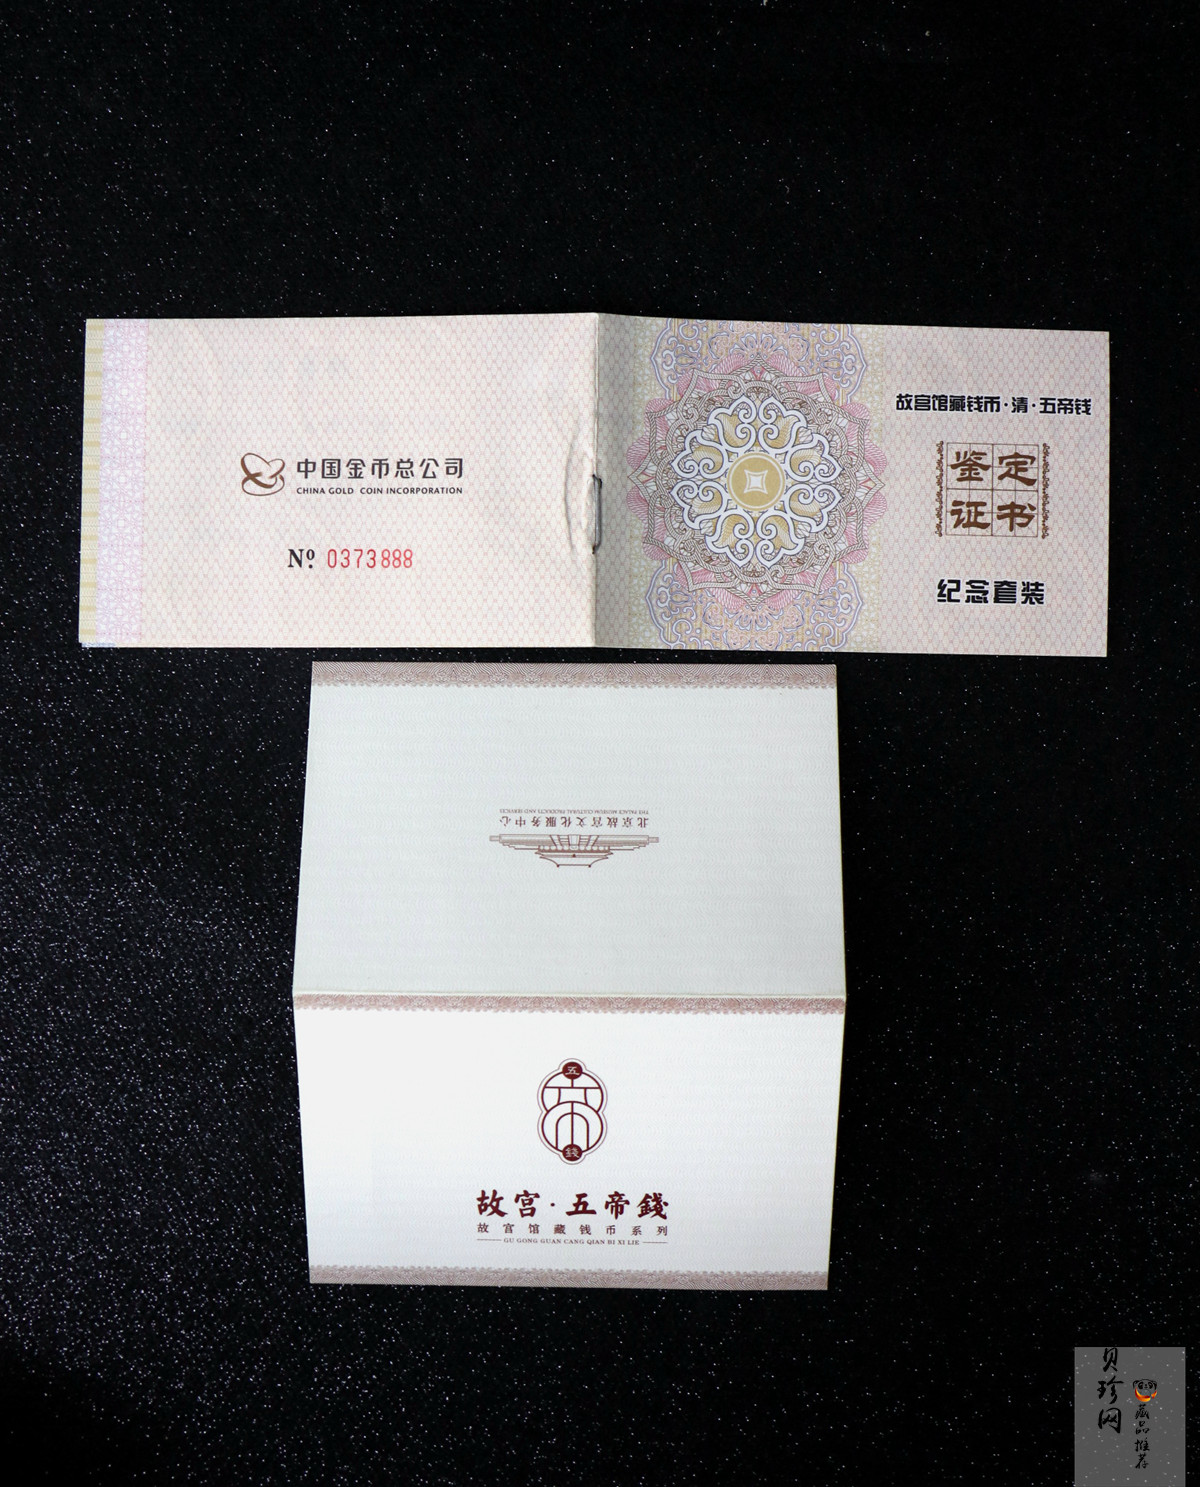 中国金币总公司
CHINA GOLD COIN INCORPORATION
Nº. 0373888
故宫馆藏钱币·清·五帝钱
鉴定
证书
纪念套装
北京故宫文化服务中心
THE PALACE MUSEUM CULTURAL PRODUCTS AND SERVICES
五
帝
錢
故宫·五帝錢
故宫馆藏钱币系列
GU GONG GUAN CANG QIAN BI XI LIE
贝珍网
藏品推荐